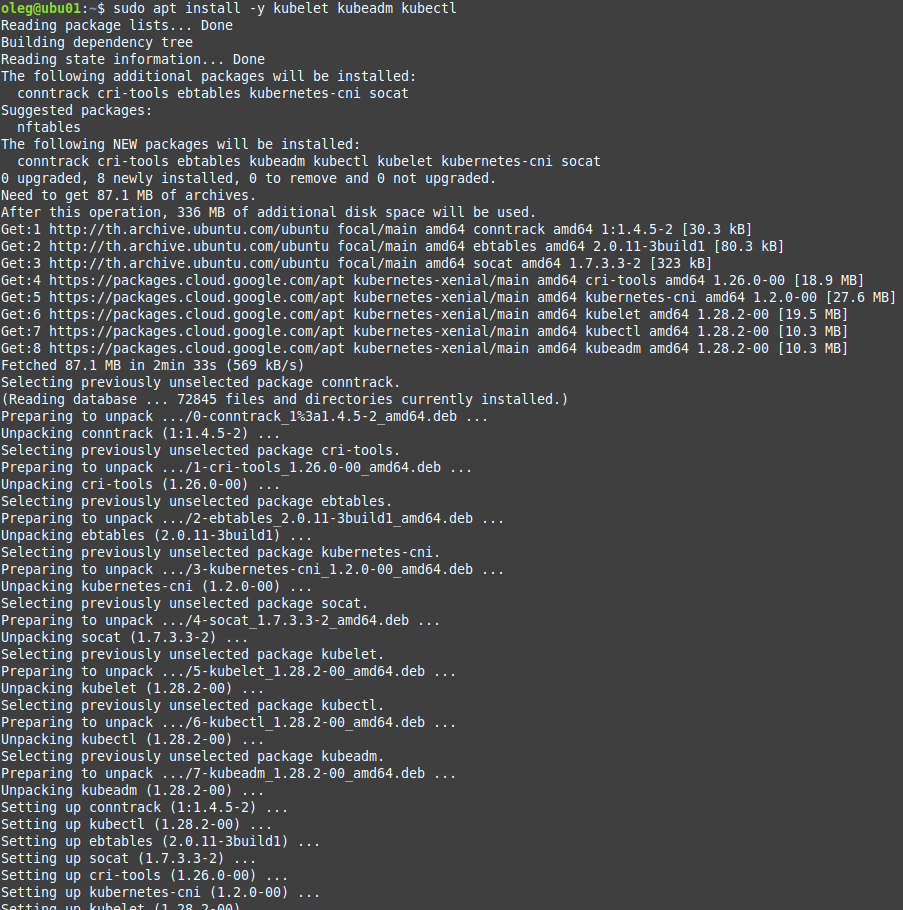 oleg@ubu01:~$ sudo apt install -y kubelet kubeadm kubectl
Reading package lists... Done
Building dependency tree
Reading state information... Done
The following additional packages will be installed:
  conntrack cri-tools ebtables kubernetes-cni socat
Suggested packages:
  nftables
The following NEW packages will be installed:
  conntrack cri-tools ebtables kubeadm kubectl kubelet kubernetes-cni socat
0 upgraded, 8 newly installed, 0 to remove and 0 not upgraded.
Need to get 87.1 MB of archives.
After this operation, 336 MB of additional disk space will be used.
Get:1 http://th.archive.ubuntu.com/ubuntu focal/main amd64 conntrack amd64 1:1.4.5-2 [30.3 kB]
Get:2 http://th.archive.ubuntu.com/ubuntu focal/main amd64 ebtables amd64 2.0.11-3build1 [80.3 kB]
Get:3 http://th.archive.ubuntu.com/ubuntu focal/main amd64 socat amd64 1.7.3.3-2 [323 kB]
Get:4 https://packages.cloud.google.com/apt kubernetes-xenial/main amd64 cri-tools amd64 1.26.0-00 [18.9 MB]
Get:5 https://packages.cloud.google.com/apt kubernetes-xenial/main amd64 kubernetes-cni amd64 1.2.0-00 [27.6 MB]
Get:6 https://packages.cloud.google.com/apt kubernetes-xenial/main amd64 kubelet amd64 1.28.2-00 [19.5 MB]
Get:7 https://packages.cloud.google.com/apt kubernetes-xenial/main amd64 kubectl amd64 1.28.2-00 [10.3 MB]
Get:8 https://packages.cloud.google.com/apt kubernetes-xenial/main amd64 kubeadm amd64 1.28.2-00 [10.3 MB]
Fetched 87.1 MB in 2min 33s (569 kB/s)
Selecting previously unselected package conntrack.
(Reading database ... 72845 files and directories currently installed.)
Preparing to unpack .../0-conntrack_1%3a1.4.5-2_amd64.deb ...
Unpacking conntrack (1:1.4.5-2) ...
Selecting previously unselected package cri-tools.
Preparing to unpack .../1-cri-tools_1.26.0-00_amd64.deb ...
Unpacking cri-tools (1.26.0-00) ...
Selecting previously unselected package ebtables.
Preparing to unpack .../2-ebtables_2.0.11-3build1_amd64.deb ...
Unpacking ebtables (2.0.11-3build1) ...
Selecting previously unselected package kubernetes-cni.
Preparing to unpack .../3-kubernetes-cni_1.2.0-00_amd64.deb ...
Unpacking kubernetes-cni (1.2.0-00) ...
Selecting previously unselected package socat.
Preparing to unpack .../4-socat_1.7.3.3-2_amd64.deb ...
Unpacking socat (1.7.3.3-2) ...
Selecting previously unselected package kubelet.
Preparing to unpack .../5-kubelet_1.28.2-00_amd64.deb ...
Unpacking kubelet (1.28.2-00) ...
Selecting previously unselected package kubectl.
Preparing to unpack .../6-kubectl_1.28.2-00_amd64.deb ...
Unpacking kubectl (1.28.2-00) ...
Selecting previously unselected package kubeadm.
Preparing to unpack .../7-kubeadm_1.28.2-00_amd64.deb ...
Unpacking kubeadm (1.28.2-00) ...
Setting up conntrack (1:1.4.5-2) ...
Setting up kubectl (1.28.2-00) ...
Setting up ebtables (2.0.11-3build1) ...
Setting up socat (1.7.3.3-2) ...
Setting up cri-tools (1.26.0-00) ...
Setting up kubernetes-cni (1.2.0-00) ...
Setting up kubelet (1.28.2-00)